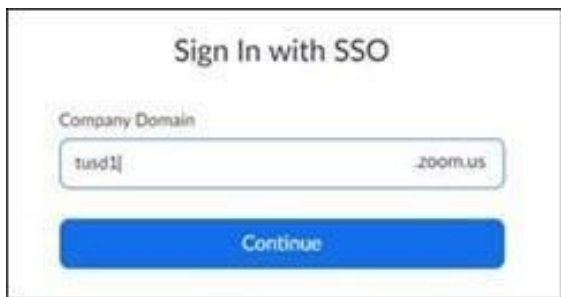 Sign In with SSO
Company Domain
tusd1 .zoom.us
Continue